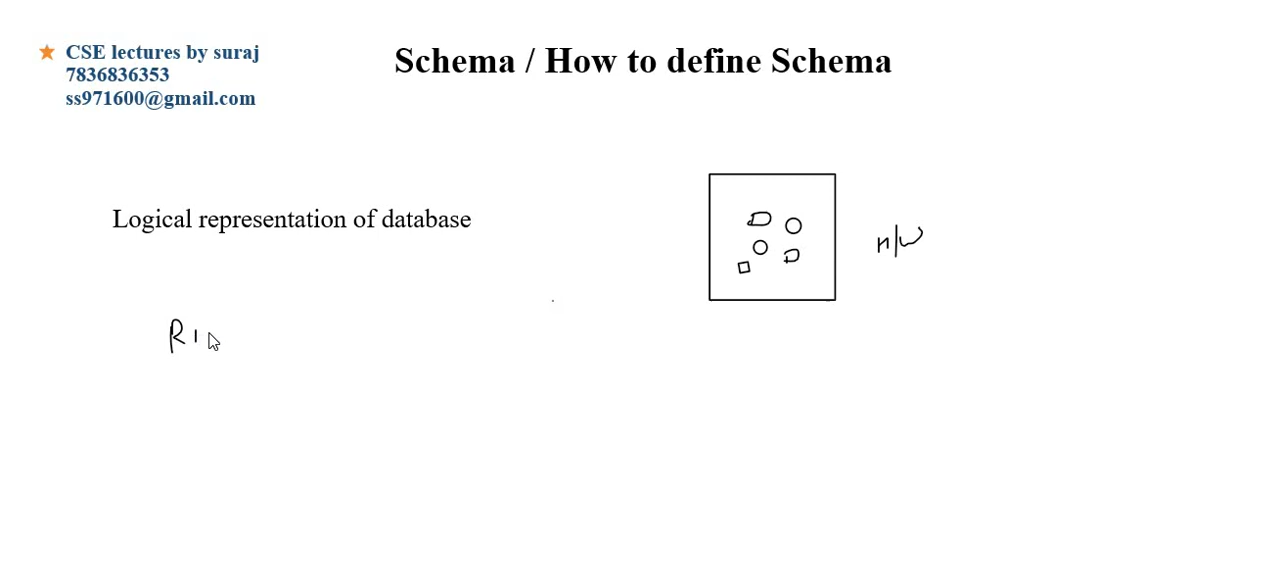 CSE lectures by suraj
7836836353
ss971600@gmail.com
Schema / How to define Schema
Logical representation of database
n/w
R1